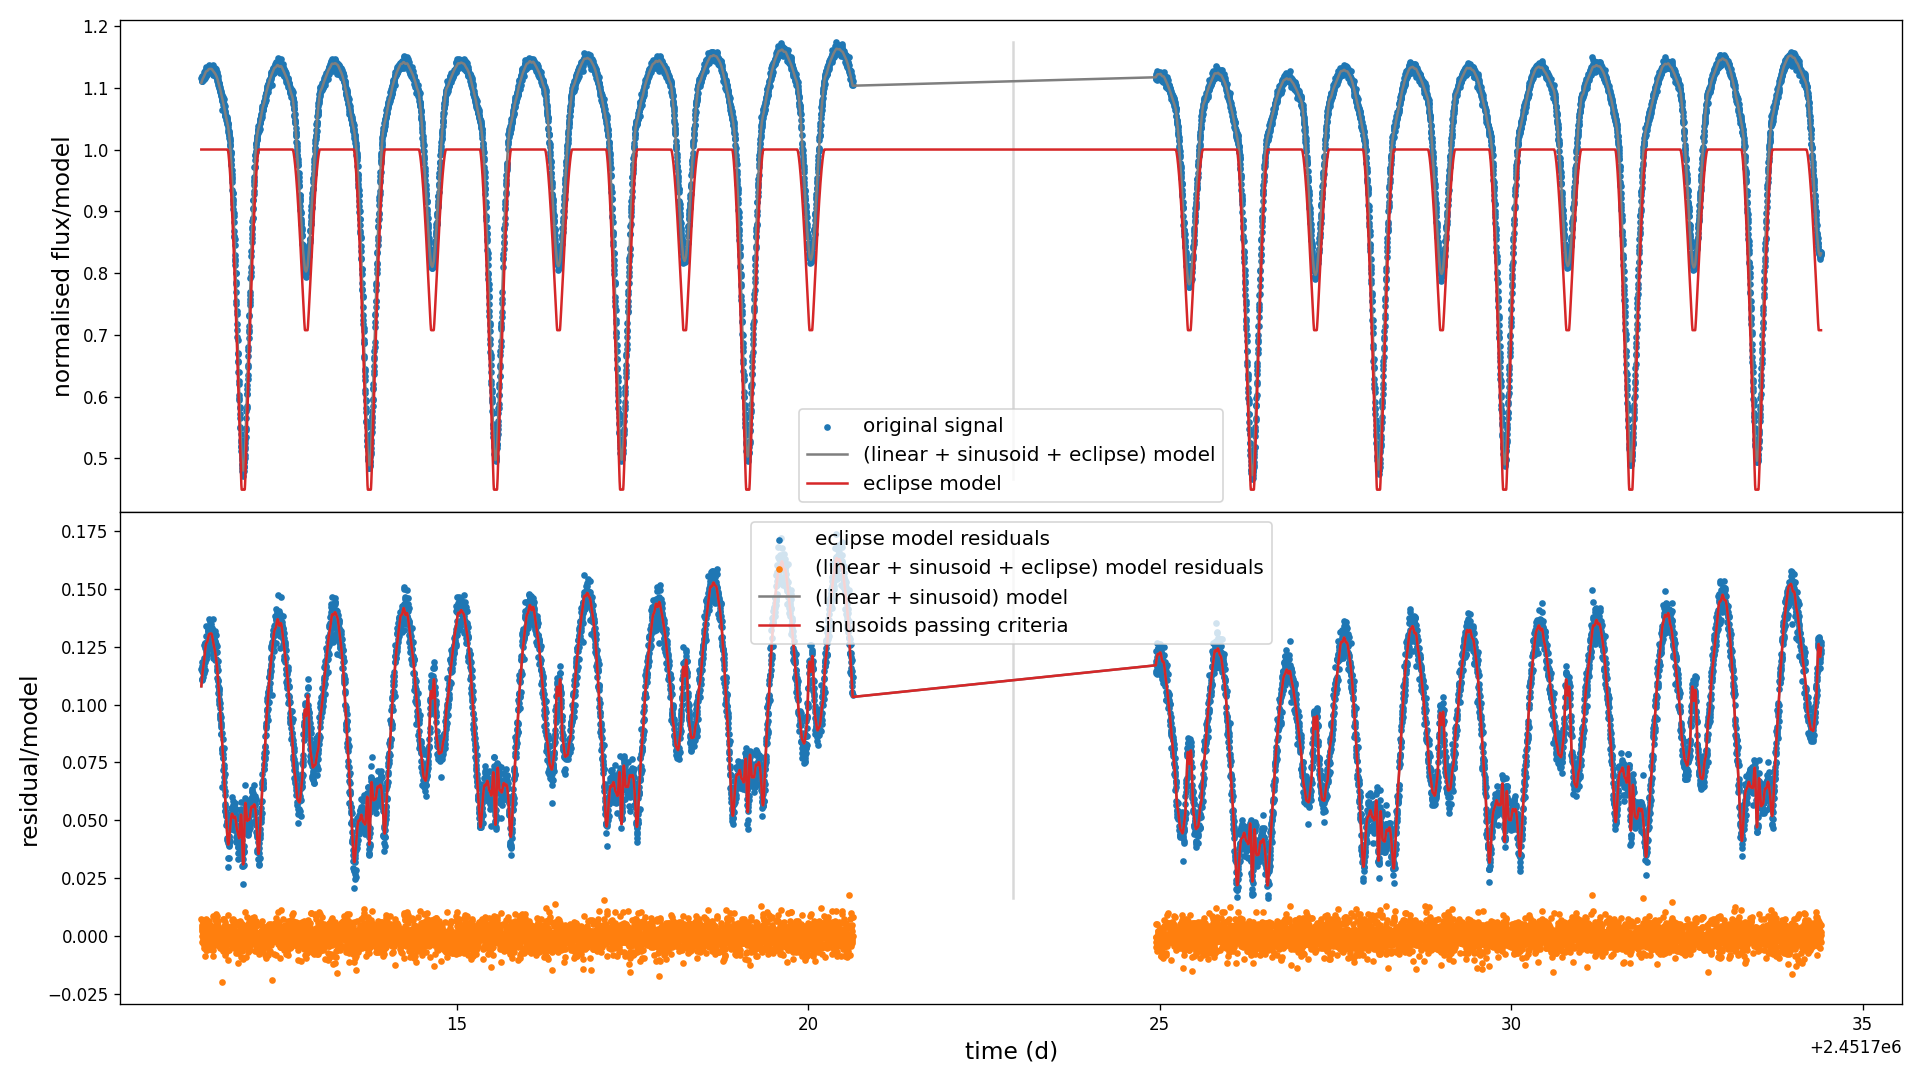 1.2
1.1
1.0
0.9
0.8
0.7
0.6
0.5
normalised flux/model
original signal
(linear + sinusoid + eclipse) model
eclipse model
0.175
0.150
0.125
0.100
0.075
0.050
0.025
0.000
−0.025
residual/model
eclipse model residuals
(linear + sinusoid + eclipse) model residuals
(linear + sinusoid) model
sinusoids passing criteria
15
20
25
30
35
time (d)
+2.4517e6